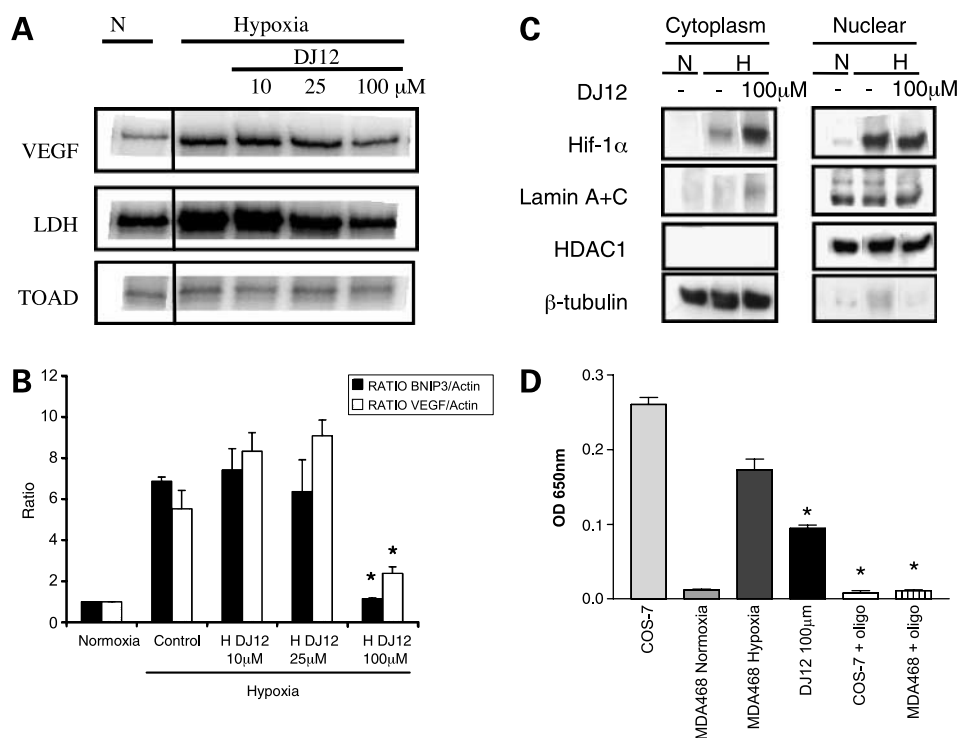 A
N
Hypoxia
DJ12
10 25 100 μM
VEGF
LDH
TOAD
B
12
10
8
6
4
2
0
Ratio
RATIO BNIP3/Actin
RATIO VEGF/Actin
* *
Normoxia Control H DJ12 10μM H DJ12 25μM H DJ12 100μM
Hypoxia
C
Cytoplasm Nuclear
N H N H
DJ12 - - 100μM - - 100μM
Hif-1α
Lamin A+C
HDAC1
β-tubulin
D
OD 650nm
0.3
0.2
0.1
0.0
* * *
COS-7
MDA468 Normoxia
MDA468 Hypoxia
DJ12 100μm
COS-7 + oligo
MDA468 + oligo